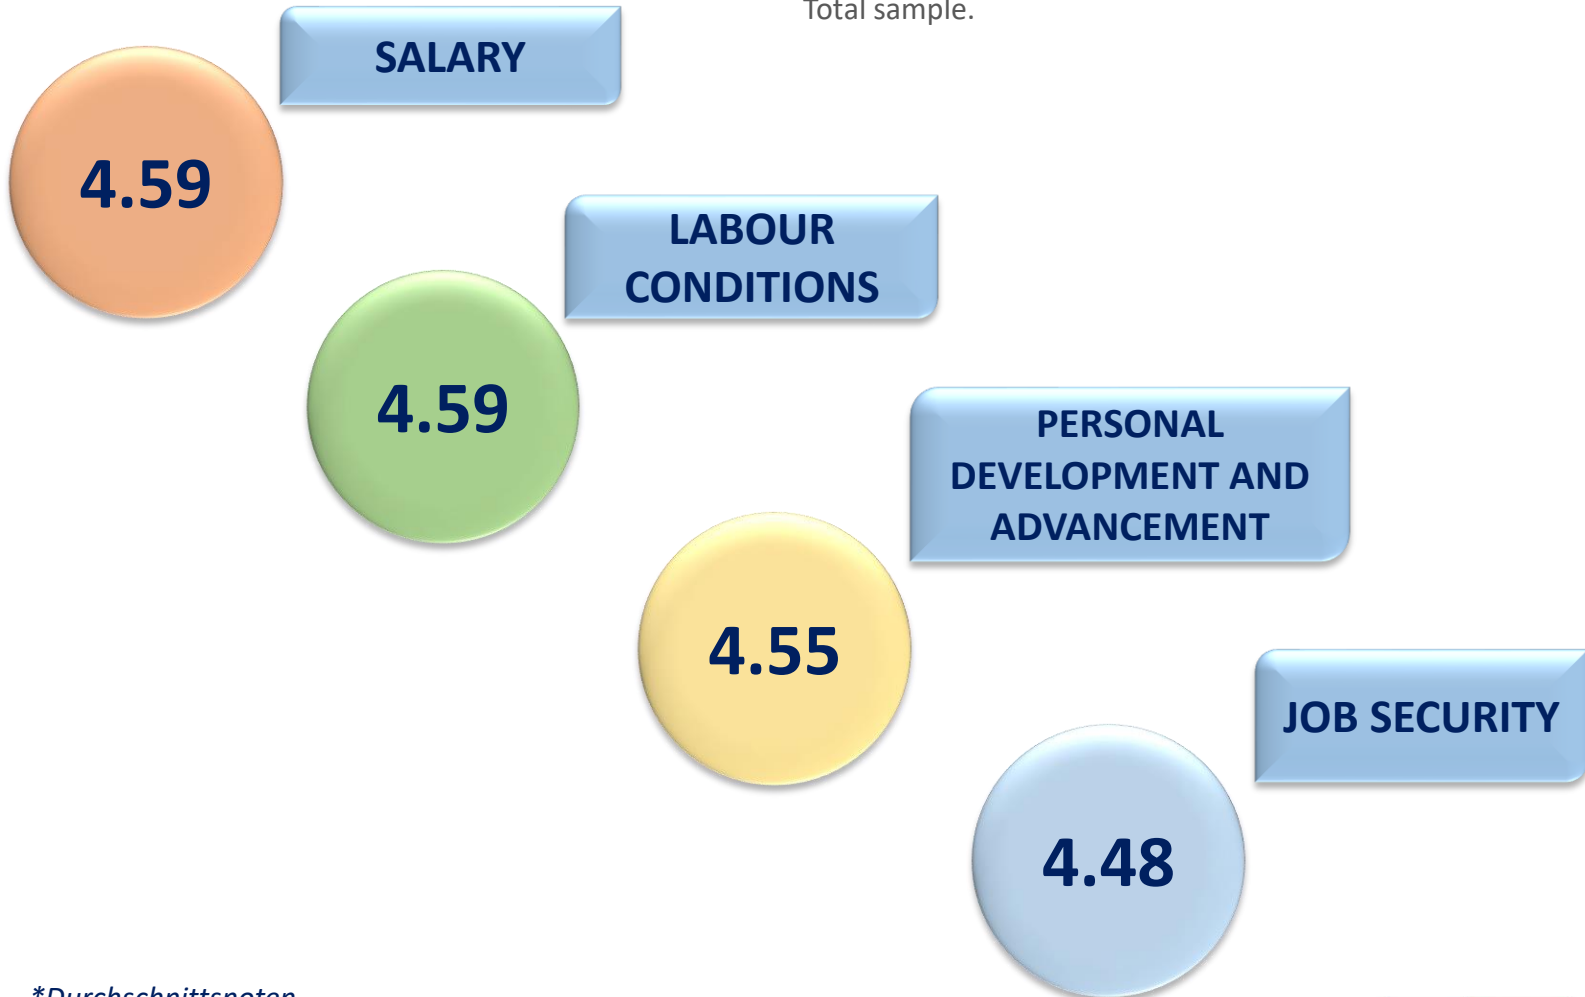 Total sample.
SALARY
4.59
LABOUR
CONDITIONS
4.59
PERSONAL
DEVELOPMENT AND
ADVANCEMENT
4.55
JOB SECURITY
4.48
*Durchschnittsnoten